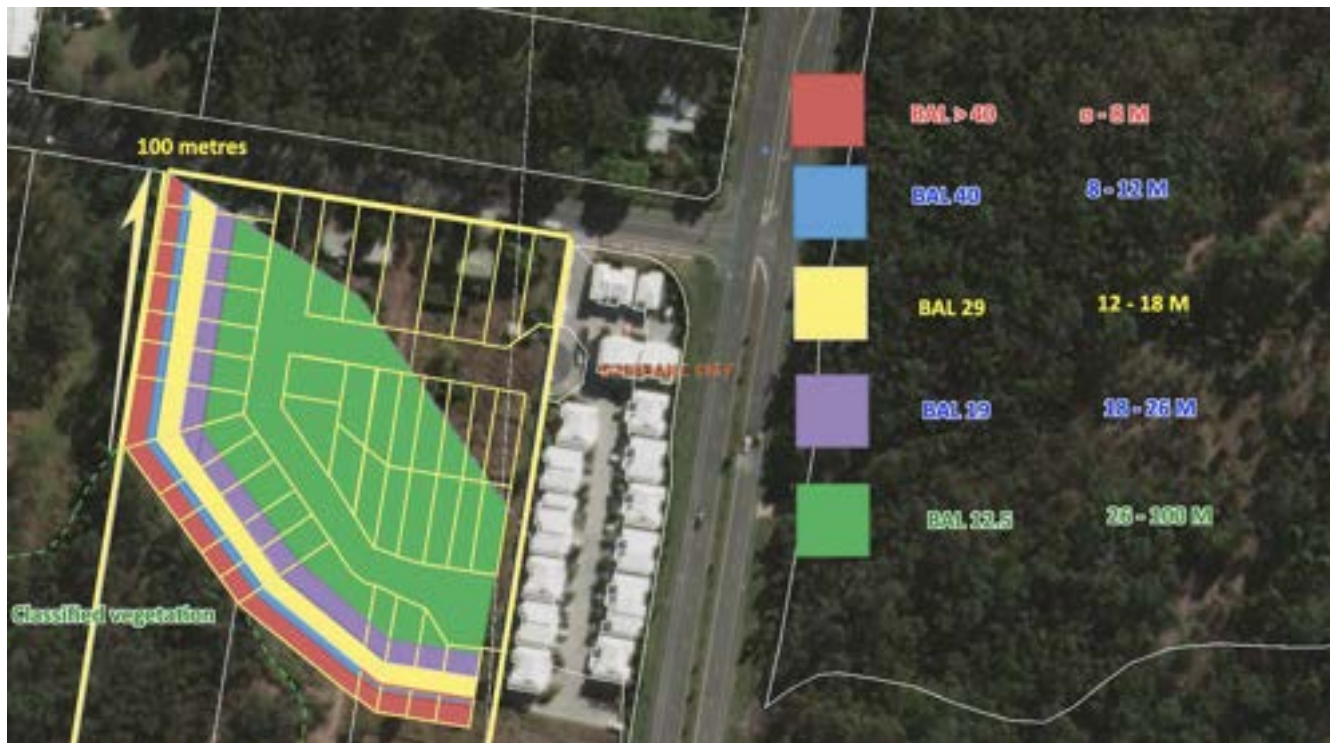 100 metres
BAL > 40 0 - 8 M
BAL 40 8 - 12 M
BAL 29 12 - 18 M
BAL 19 18 - 26 M
BAL 12.5 26 - 100 M
CITY
Classified vegetation